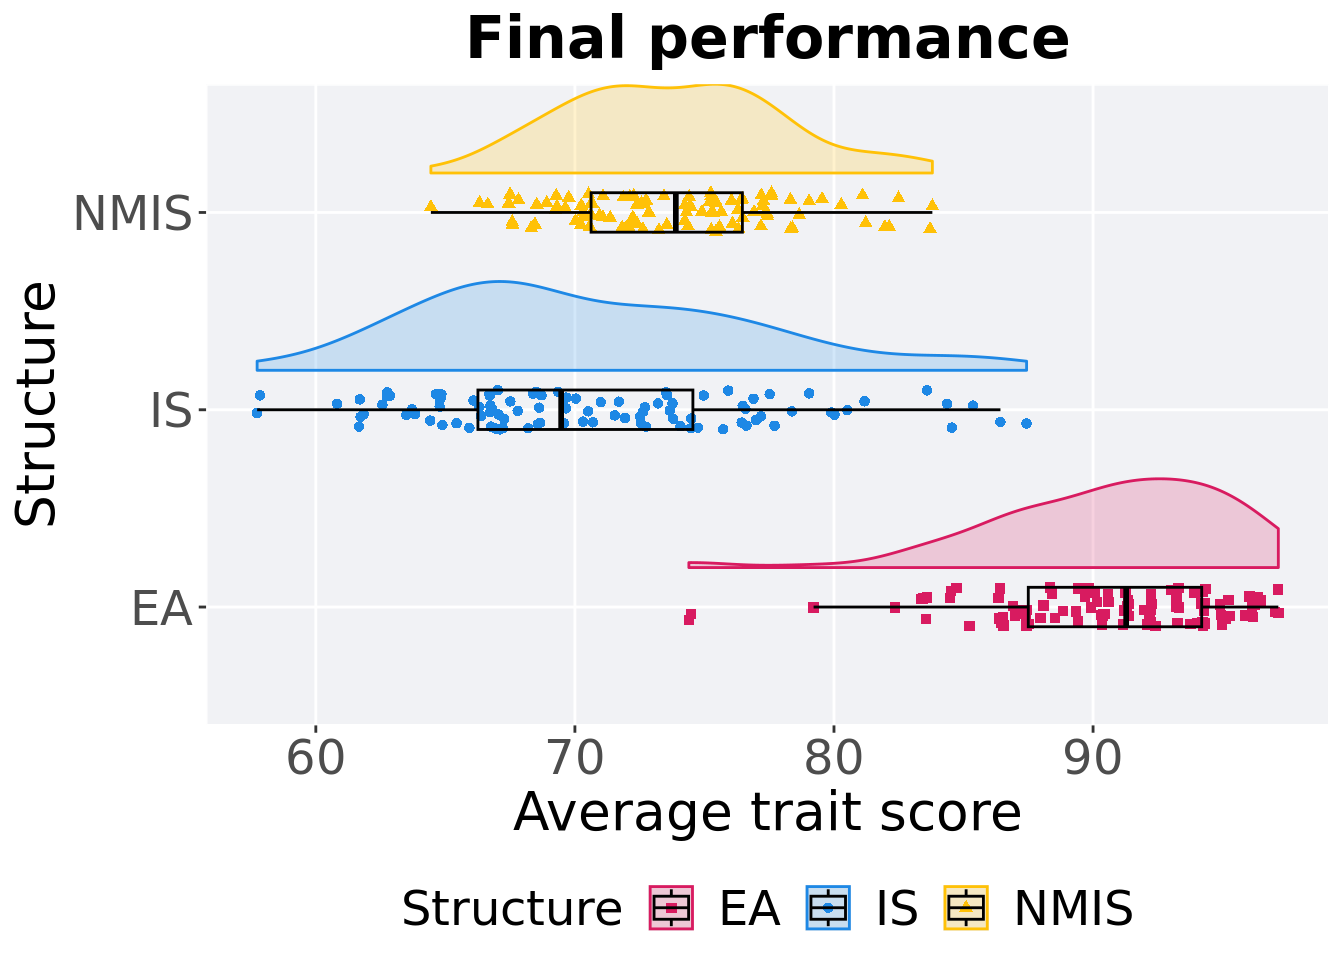 Final performance
NMIS
IS
EA
Structure
60 70 80 90
Average trait score
Structure EA IS NMIS